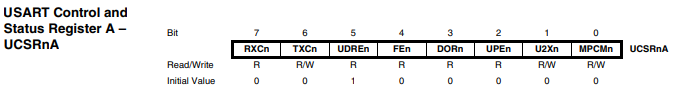 USART Control and
Status Register A –
UCSRnA
Bit 7 6 5 4 3 2 1 0
RXCn TXCn UDREn FEn DORn UPEn U2Xn MPCMn UCSRnA
Read/Write R R/W R R R R R/W R/W
Initial Value 0 0 1 0 0 0 0 0